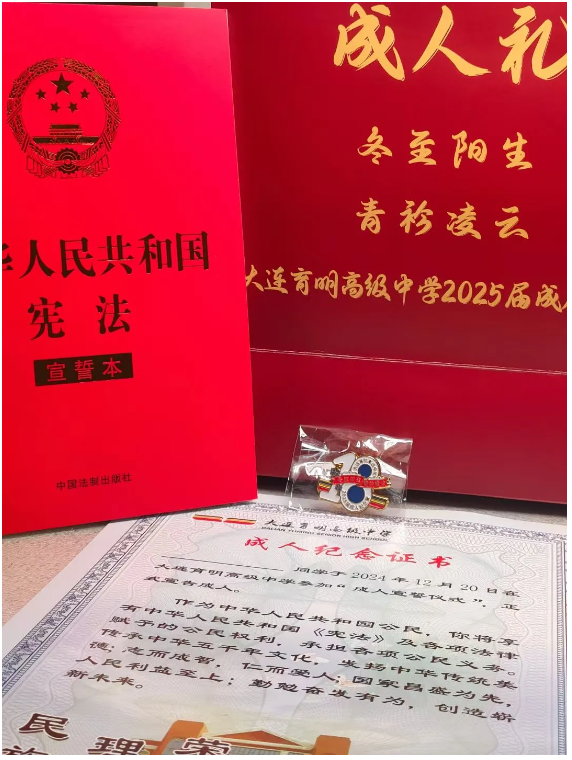 华人民共和国
宪法
宣誓本
中国法制出版社
成人礼
冬至阳生
青衿凌云
大连育明高级中学2025届成人
大连育明高级中学
DALIAN YUMING SENIOR HIGH SCHOOL
成人纪念证书
同学于2024年12月20日在
大连育明高级中学参加“成人宣誓仪式”,正
式宣告成人。
作为中华人民共和国公民,你将享
有中华人民共和国《宪法》及各项法律
赋予的公民权利,承担各项公民义务。
传承中华五千年文化,发扬中华传统美
德;志而成智,仁而爱人;国家昌盛为先,
人民利益至上;勤勉奋发有为,创造崭
新未来。
民 理 荣